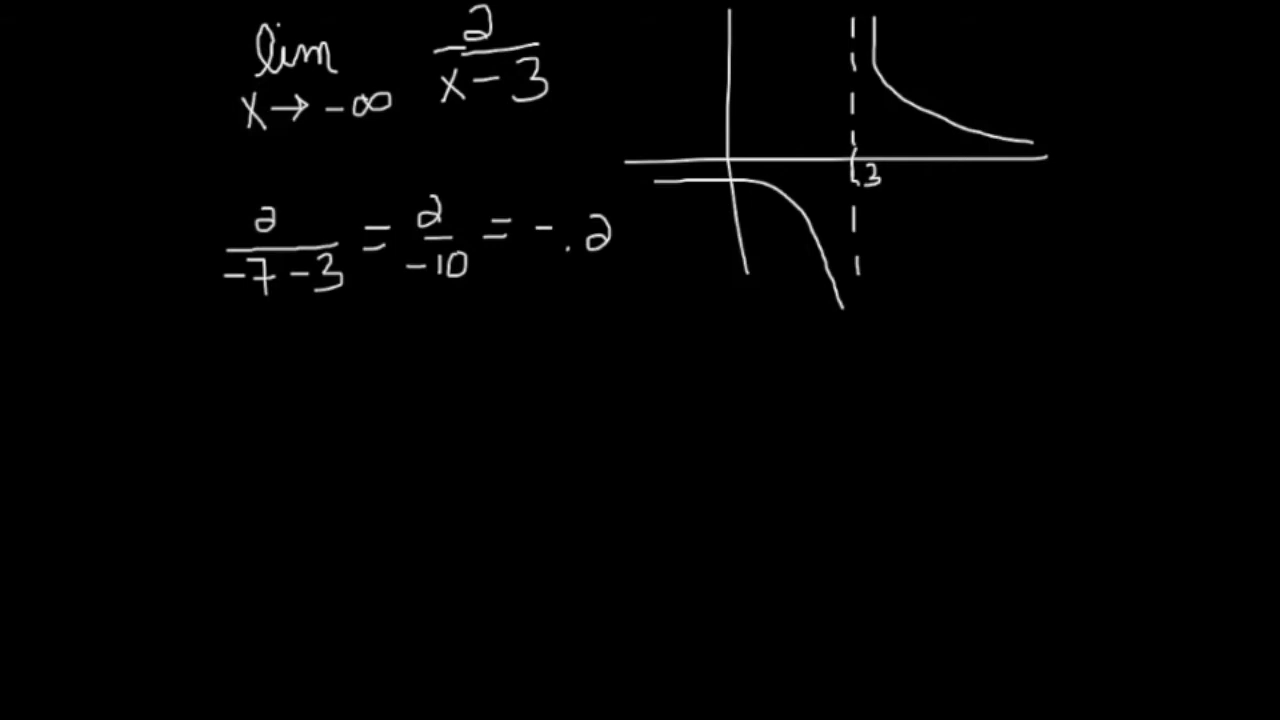 lim 2/(x-3)
x→-∞
3
2/(-7-3) = 2/(-10) = -.2